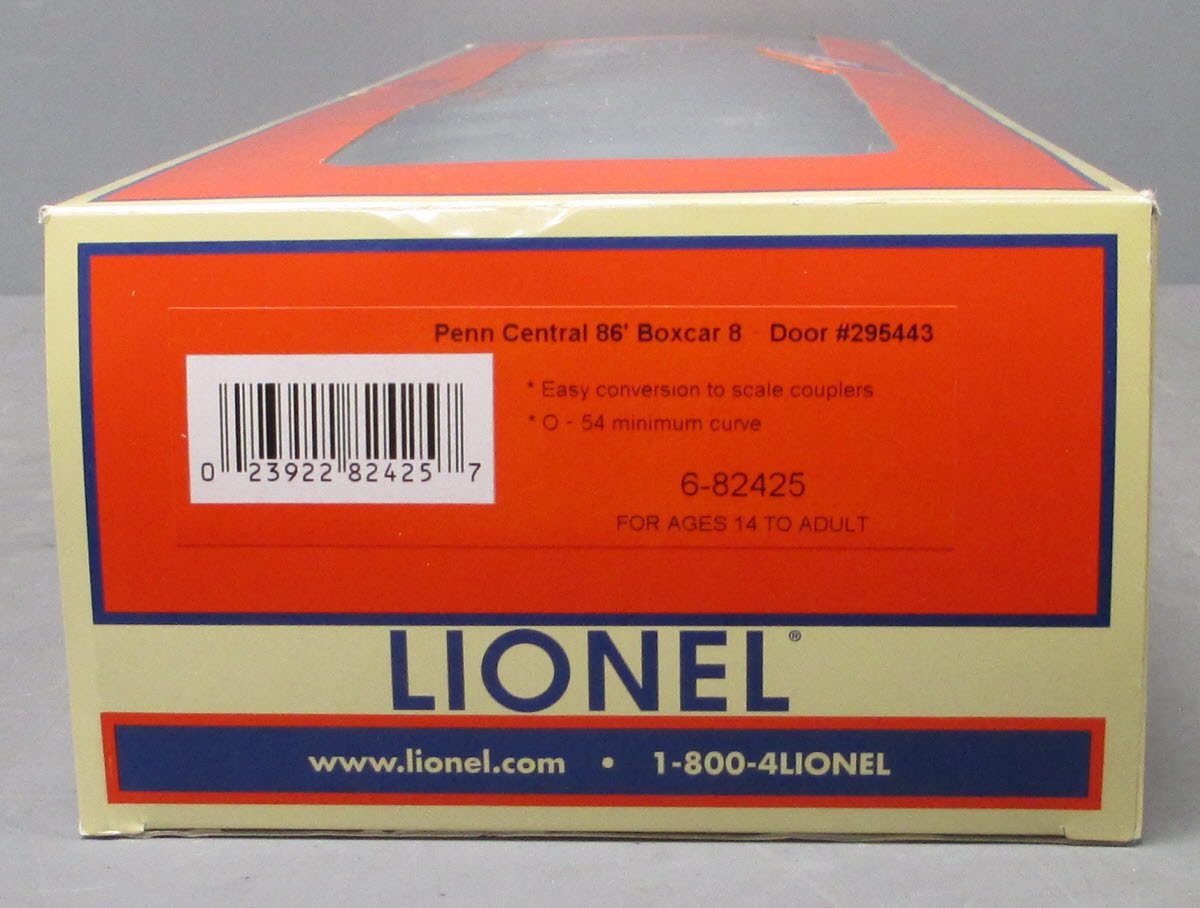 Penn Central 86' Boxcar 8 - Door #295443
* Easy conversion to scale couplers
* O - 54 minimum curve
0 23922 82425 7
6-82425
FOR AGES 14 TO ADULT
LIONEL®
www.lionel.com • 1-800-4LIONEL